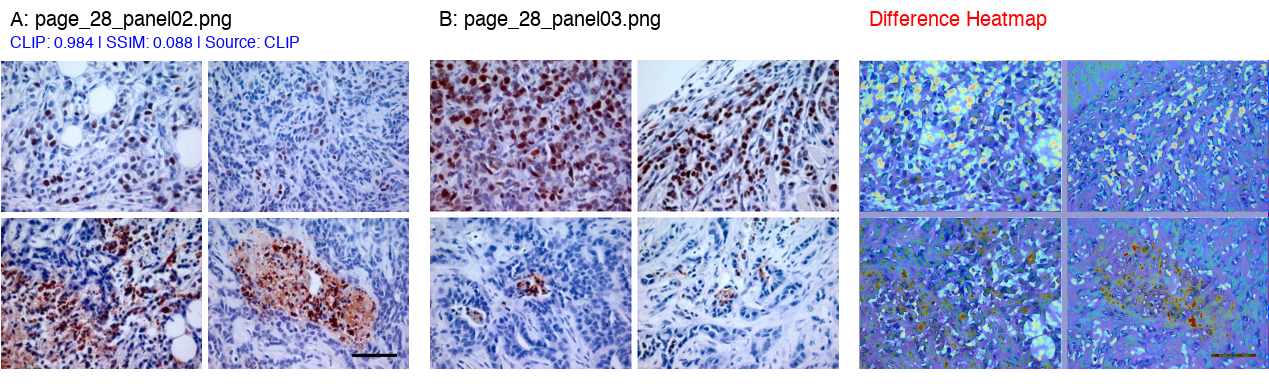 A: page_28_panel02.png
CLIP: 0.984 | SSIM: 0.088 | Source: CLIP
B: page_28_panel03.png
Difference Heatmap